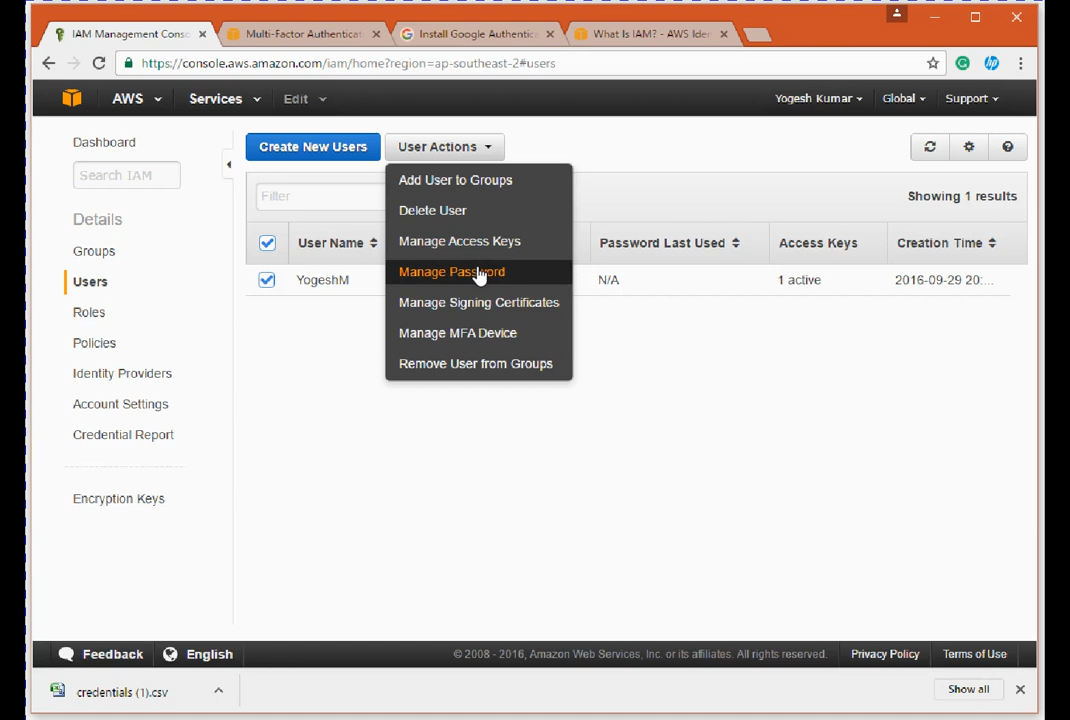 IAM Management Conso
Multi-Factor Authenticat
Install Google Authentic
What Is IAM? - AWS Iden
https://console.aws.amazon.com/iam/home?region=ap-southeast-2#users
AWS
Services
Edit
Yogesh Kumar
Global
Support
Dashboard
Search IAM
Details
Groups
Users
Roles
Policies
Identity Providers
Account Settings
Credential Report
Encryption Keys
Create New Users
User Actions
Filter
Showing 1 results
User Name
Password Last Used
Access Keys
Creation Time
YogeshM
N/A
1 active
2016-09-29 20:...
Add User to Groups
Delete User
Manage Access Keys
Manage Password
Manage Signing Certificates
Manage MFA Device
Remove User from Groups
Feedback
English
© 2008 - 2016, Amazon Web Services, Inc. or its affiliates. All rights reserved.
Privacy Policy
Terms of Use
credentials (1).csv
Show all